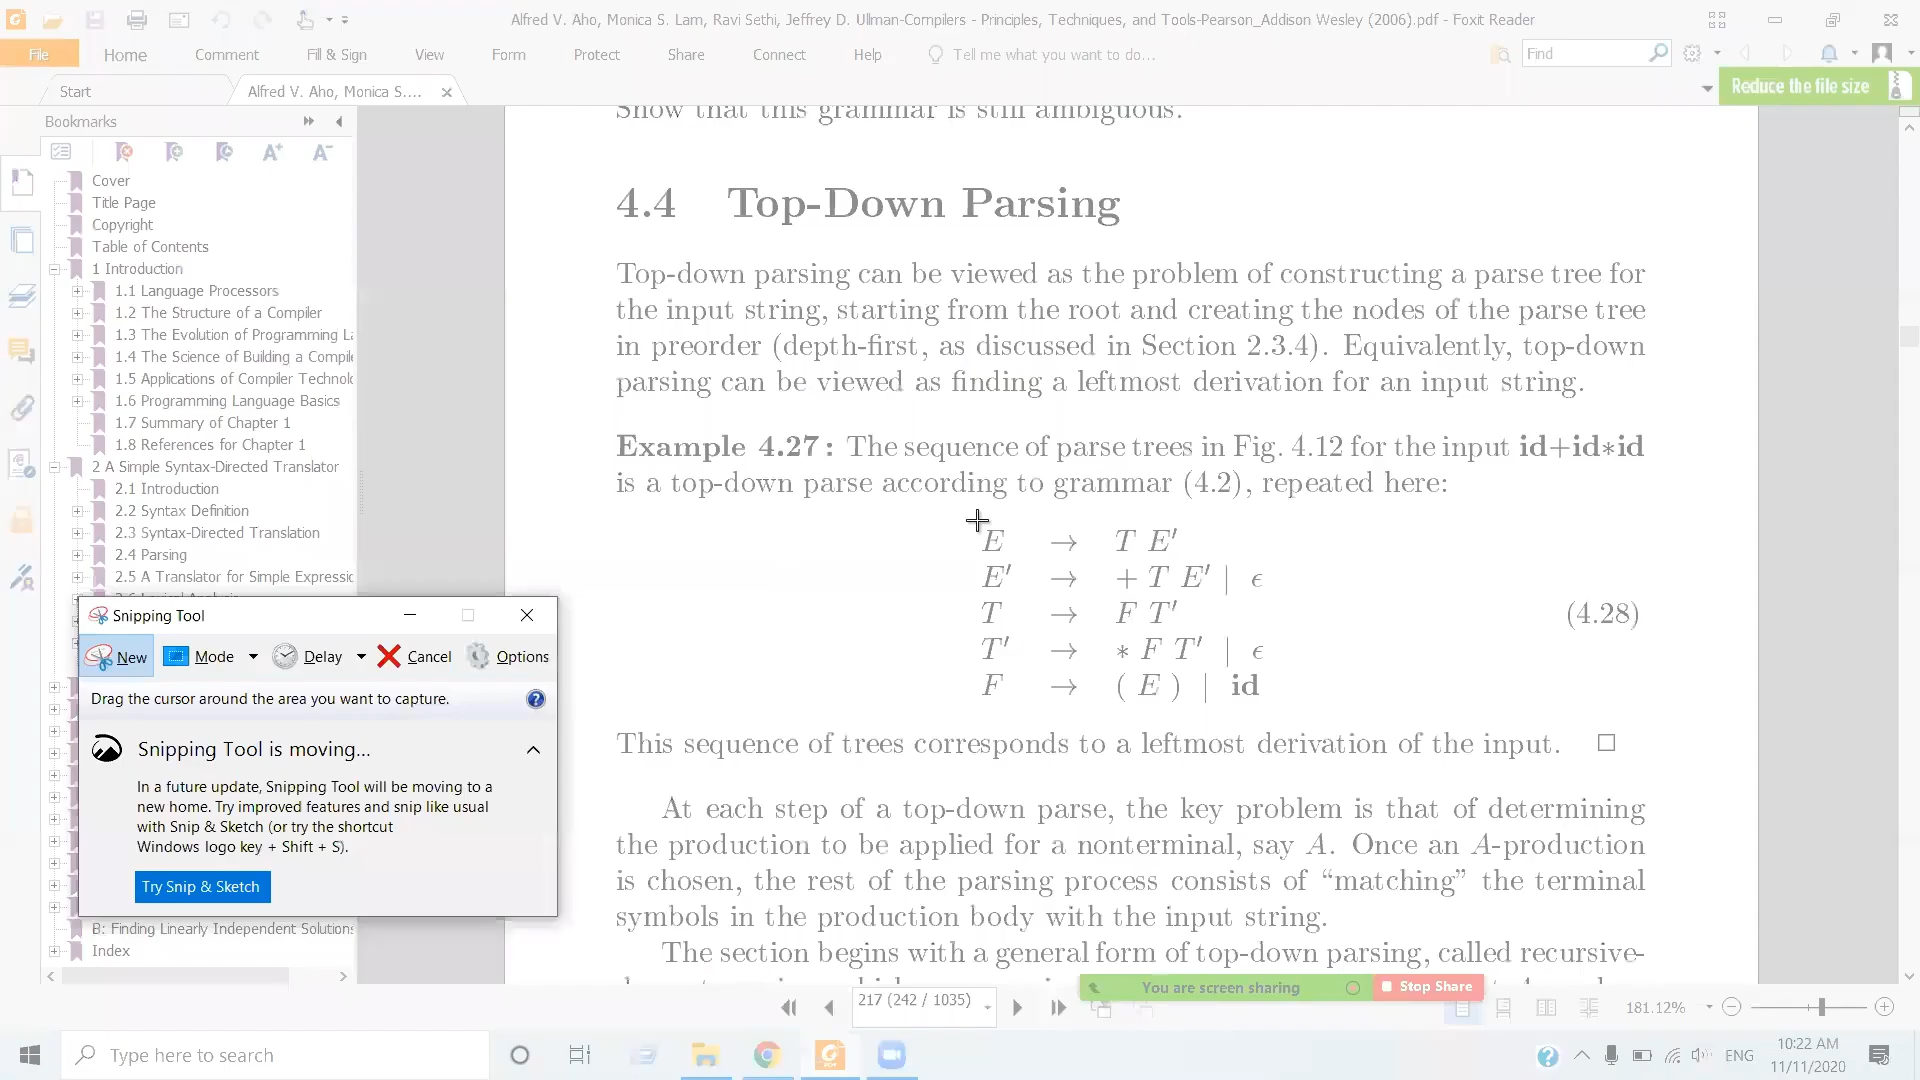 Alfred V. Aho, Monica S. Lam, Ravi Sethi, Jeffrey D. Ullman-Compilers - Principles, Techniques, and Tools-Pearson_Addison Wesley (2006).pdf - Foxit Reader
File Home Comment Fill & Sign View Form Protect Share Connect Help Tell me what you want to do... Find
Start Alfred V. Aho, Monica S.... Reduce the file size
Bookmarks
Cover
Title Page
Copyright
Table of Contents
1 Introduction
1.1 Language Processors
1.2 The Structure of a Compiler
1.3 The Evolution of Programming La
1.4 The Science of Building a Compile
1.5 Applications of Compiler Technolo
1.6 Programming Language Basics
1.7 Summary of Chapter 1
1.8 References for Chapter 1
2 A Simple Syntax-Directed Translator
2.1 Introduction
2.2 Syntax Definition
2.3 Syntax-Directed Translation
2.4 Parsing
2.5 A Translator for Simple Expressio
B: Finding Linearly Independent Solutions
Index
Snipping Tool
New Mode Delay Cancel Options
Drag the cursor around the area you want to capture.
Snipping Tool is moving...
In a future update, Snipping Tool will be moving to a
new home. Try improved features and snip like usual
with Snip & Sketch (or try the shortcut
Windows logo key + Shift + S).
Try Snip & Sketch
Show that this grammar is still ambiguous.
4.4 Top-Down Parsing
Top-down parsing can be viewed as the problem of constructing a parse tree for
the input string, starting from the root and creating the nodes of the parse tree
in preorder (depth-first, as discussed in Section 2.3.4). Equivalently, top-down
parsing can be viewed as finding a leftmost derivation for an input string.
Example 4.27: The sequence of parse trees in Fig. 4.12 for the input id+id∗id
is a top-down parse according to grammar (4.2), repeated here:
E → T E′
E′ → + T E′ | ϵ
T → F T′ (4.28)
T′ → ∗ F T′ | ϵ
F → ( E ) | id
This sequence of trees corresponds to a leftmost derivation of the input. □
At each step of a top-down parse, the key problem is that of determining
the production to be applied for a nonterminal, say A. Once an A-production
is chosen, the rest of the parsing process consists of “matching” the terminal
symbols in the production body with the input string.
The section begins with a general form of top-down parsing, called recursive-
You are screen sharing Stop Share
217 (242 / 1035) 181.12%
Type here to search ENG 10:22 AM
11/11/2020